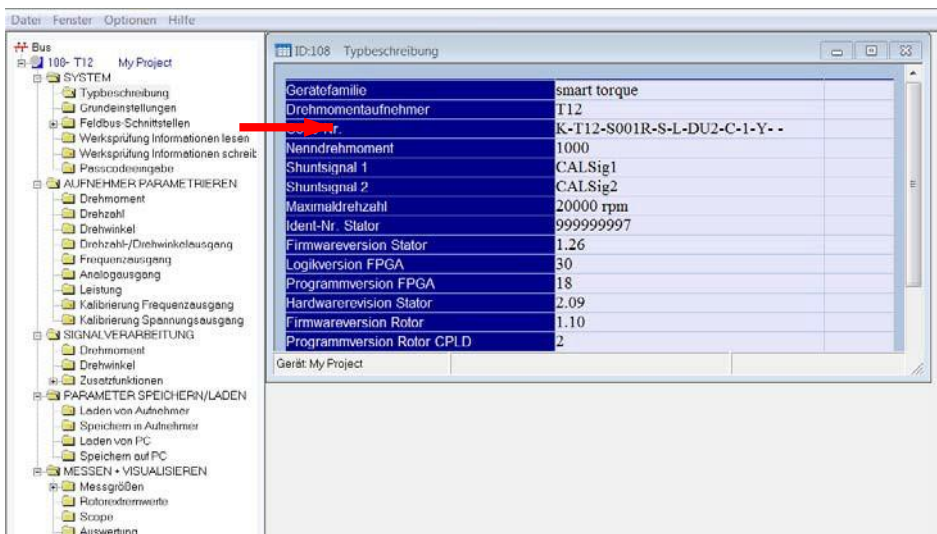 Datei Fenster Optionen Hilfe
Bus
108- T12 My Project
SYSTEM
Typbeschreibung
Grundeinstellungen
Feldbus-Schnittstellen
Werksprüfung Informationen lesen
Werksprüfung Informationen schreib
Passcodeeingabe
AUFNEHMER PARAMETRIEREN
Drehmoment
Drehzahl
Drehwinkel
Drehzahl-/Drehwinkelausgang
Frequenzausgang
Analogausgang
Leistung
Kalibrierung Frequenzausgang
Kalibrierung Spannungsausgang
SIGNALVERARBEITUNG
Drehmoment
Drehwinkel
Zusatzfunktionen
PARAMETER SPEICHERN/LADEN
Laden von Aufnehmer
Speichern in Aufnehmer
Laden von PC
Speichern auf PC
MESSEN + VISUALISIEREN
Messgrößen
Rotorextremwerte
Scope
Auswertung
ID:108 Typbeschreibung
Gerätefamilie smart torque
Drehmomentaufnehmer T12
K-T12-S001R-S-L-DU2-C-1-Y- -
Nenndrehmoment 1000
Shuntsignal 1 CALSig1
Shuntsignal 2 CALSig2
Maximaldrehzahl 20000 rpm
Ident-Nr. Stator 999999997
Firmwareversion Stator 1.26
Logikversion FPGA 30
Programmversion FPGA 18
Hardwarerevision Stator 2.09
Firmwareversion Rotor 1.10
Programmversion Rotor CPLD 2
Gerät: My Project